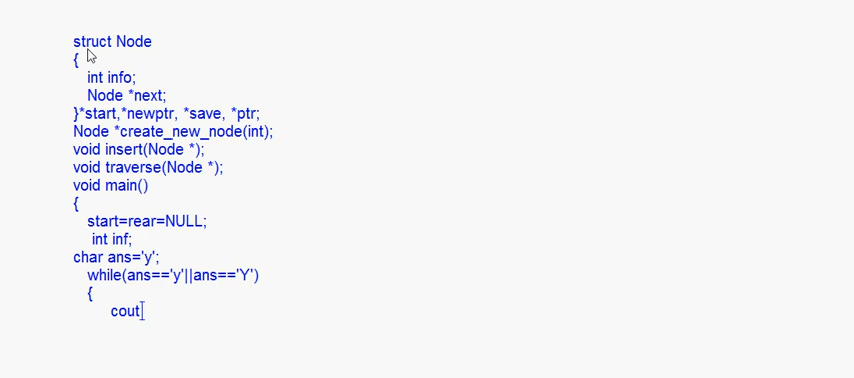 struct Node
{
int info;
Node *next;
}*start,*newptr, *save, *ptr;
Node *create_new_node(int);
void insert(Node *);
void traverse(Node *);
void main()
{
start=rear=NULL;
int inf;
char ans='y';
while(ans=='y'||ans=='Y')
{
cout